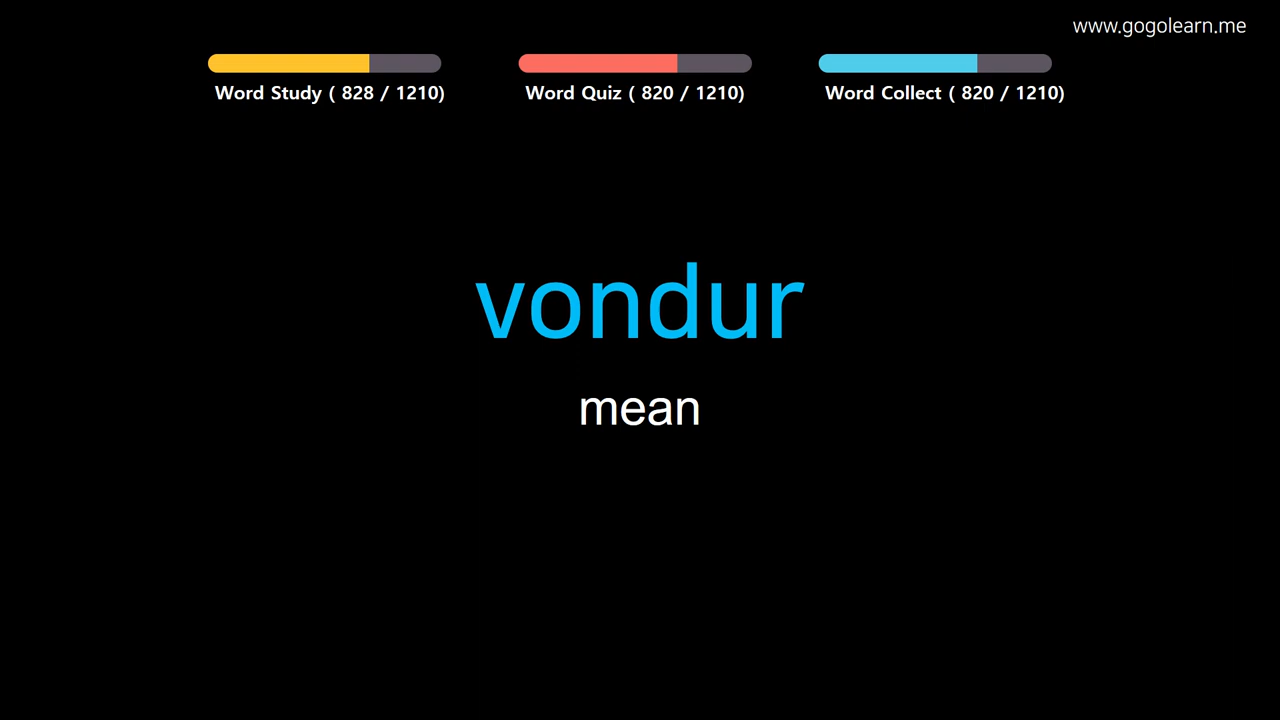 www.gogolearn.me
Word Study ( 828 / 1210)
Word Quiz ( 820 / 1210)
Word Collect ( 820 / 1210)
vondur
mean